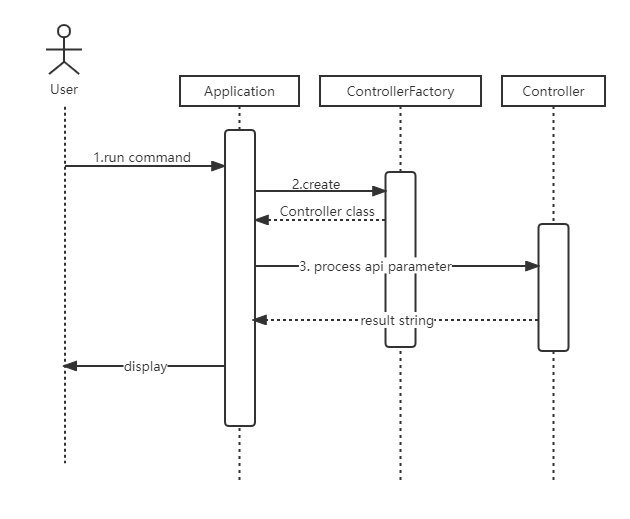 User
Application
ControllerFactory
Controller
1.run command
2.create
Controller class
3. process api parameter
result string
display